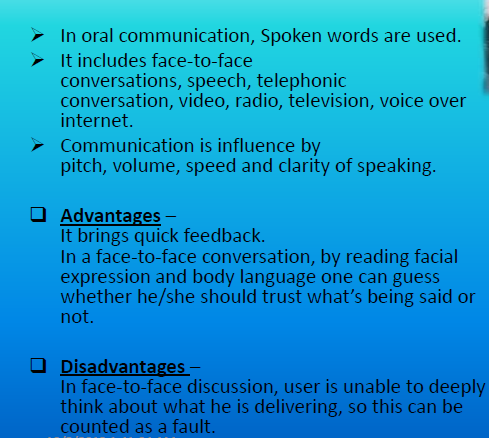 ➤ In oral communication, Spoken words are used.
➤ It includes face-to-face
conversations, speech, telephonic
conversation, video, radio, television, voice over
internet.
➤ Communication is influence by
pitch, volume, speed and clarity of speaking.
❑ Advantages –
It brings quick feedback.
In a face-to-face conversation, by reading facial
expression and body language one can guess
whether he/she should trust what’s being said or
not.
❑ Disadvantages –
In face-to-face discussion, user is unable to deeply
think about what he is delivering, so this can be
counted as a fault.